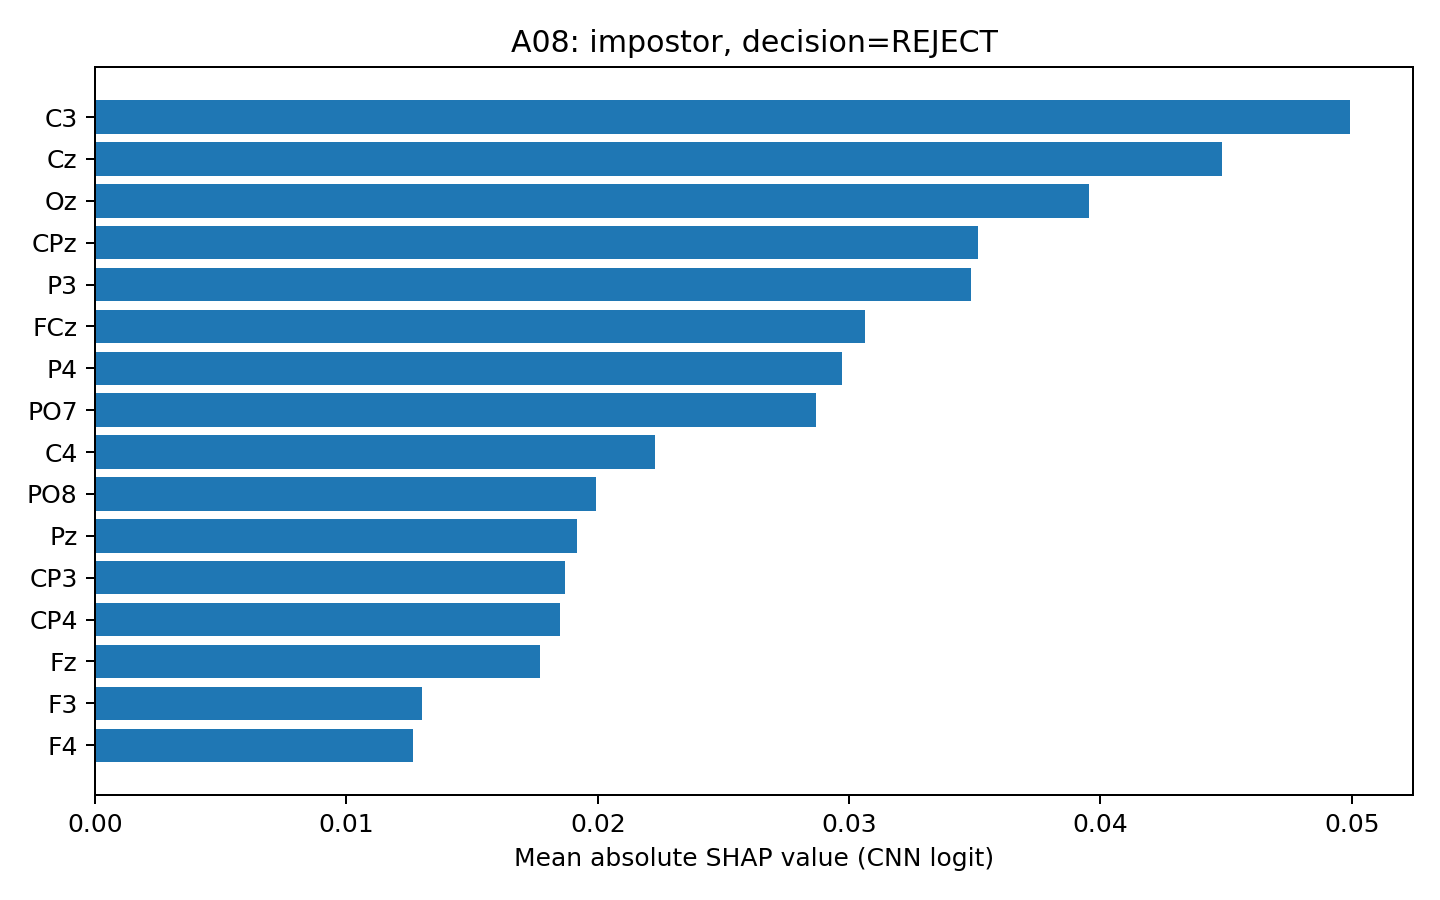 A08: impostor, decision=REJECT
C3
Cz
Oz
CPz
P3
FCz
P4
PO7
C4
PO8
Pz
CP3
CP4
Fz
F3
F4
0.00 0.01 0.02 0.03 0.04 0.05
Mean absolute SHAP value (CNN logit)